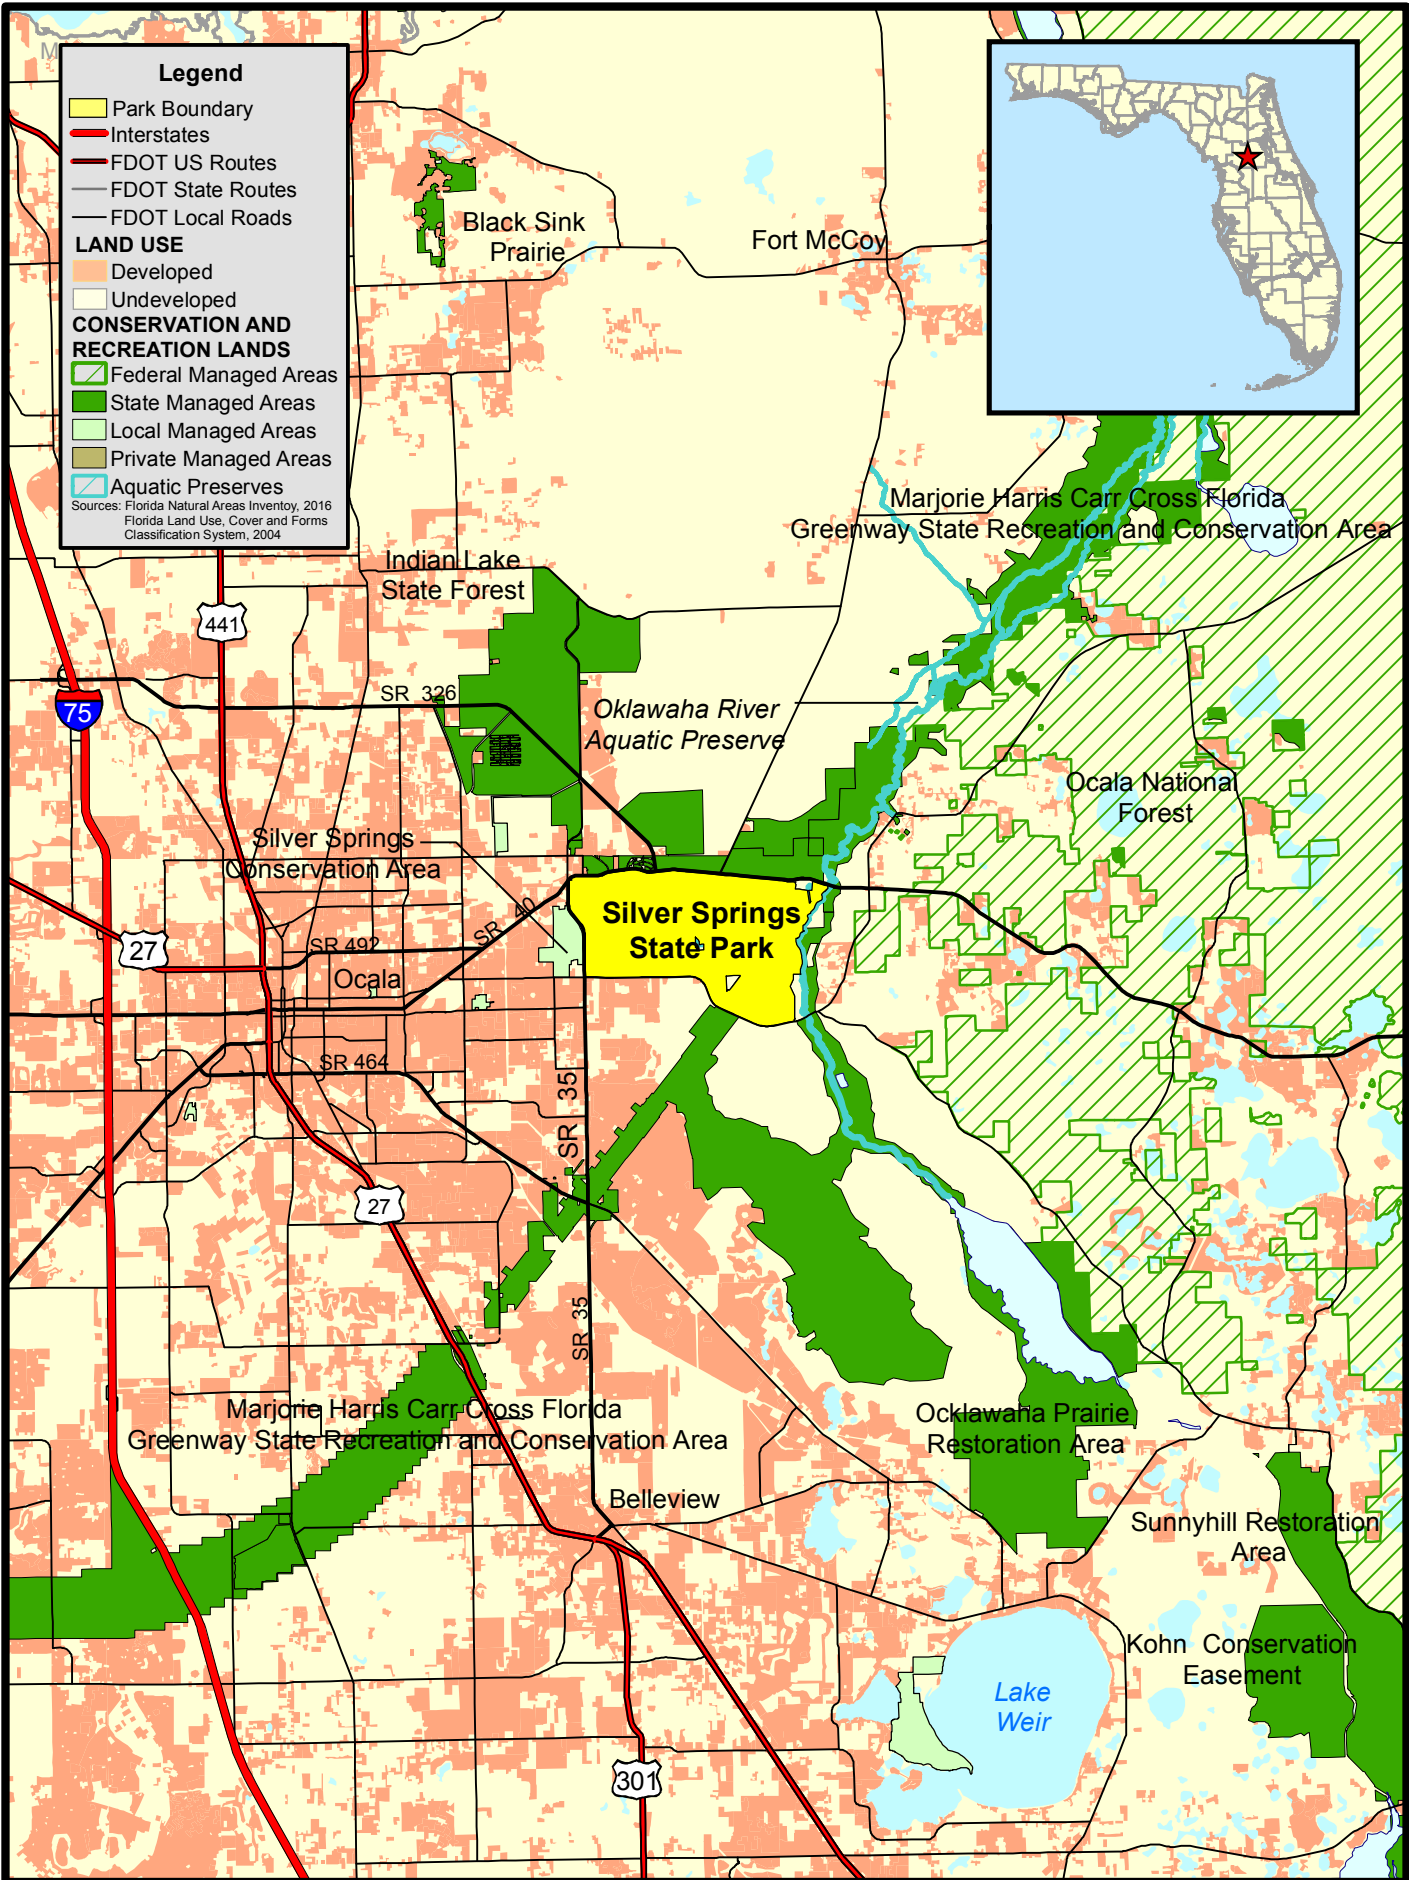 Legend
Park Boundary
Interstates
FDOT US Routes
FDOT State Routes
FDOT Local Roads
LAND USE
Developed
Undeveloped
CONSERVATION AND
RECREATION LANDS
Federal Managed Areas
State Managed Areas
Local Managed Areas
Private Managed Areas
Aquatic Preserves
Sources: Florida Natural Areas Inventoy, 2016
Florida Land Use, Cover and Forms
Classification System, 2004
Black Sink
Prairie
Fort McCoy
Marjorie Harris Carr Cross Florida
Greenway State Recreation and Conservation Area
Indian Lake
State Forest
441
SR 326
75
Oklawaha River
Aquatic Preserve
Ocala National
Forest
Silver Springs
Conservation Area
Silver Springs
State Park
SR 40
27
SR 492
Ocala
SR 464
SR 35
27
SR 35
Marjorie Harris Carr Cross Florida
Greenway State Recreation and Conservation Area
Ocklawaha Prairie
Restoration Area
Belleview
Sunnyhill Restoration
Area
Kohn Conservation
Easement
Lake
Weir
301